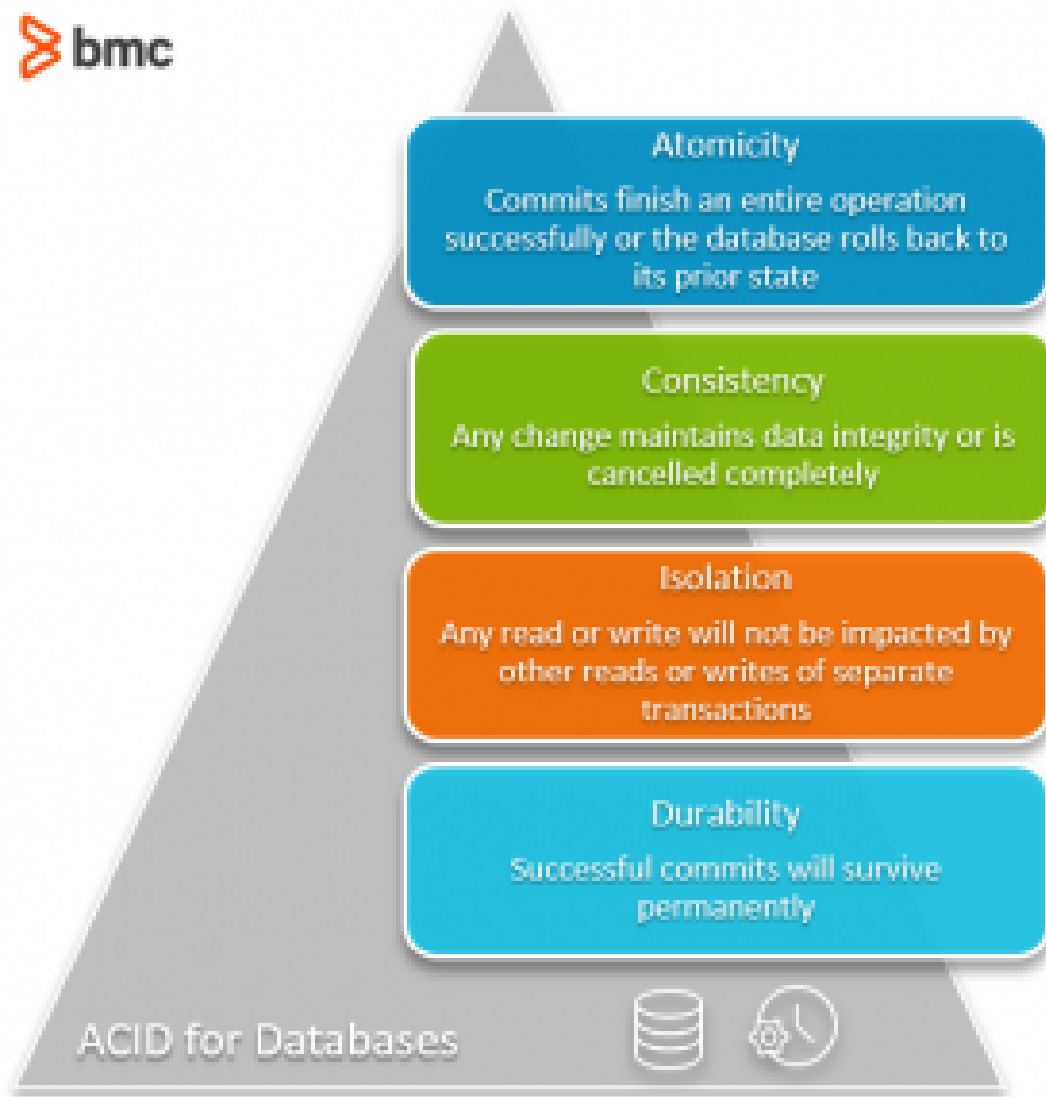 bmc
Atomicity
Commits finish an entire operation
successfully or the database rolls back to
its prior state
Consistency
Any change maintains data integrity or is
cancelled completely
Isolation
Any read or write will not be impacted by
other reads or writes of separate
transactions
Durability
Successful commits will survive
permanently
ACID for Databases